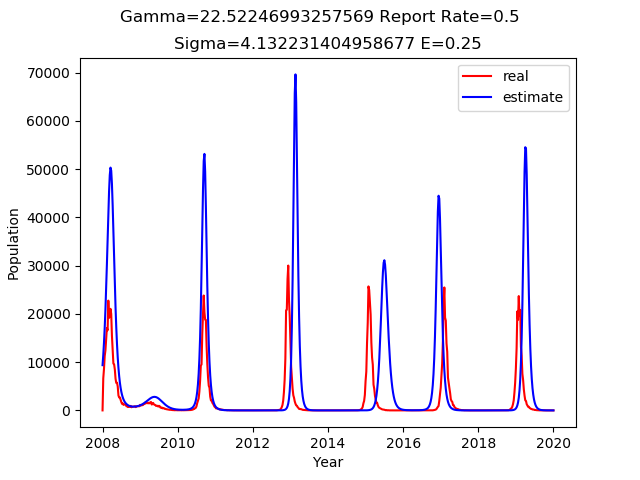 Gamma=22.52246993257569 Report Rate=0.5
Sigma=4.132231404958677 E=0.25
real
estimate
Population
70000
60000
50000
40000
30000
20000
10000
0
2008 2010 2012 2014 2016 2018 2020
Year